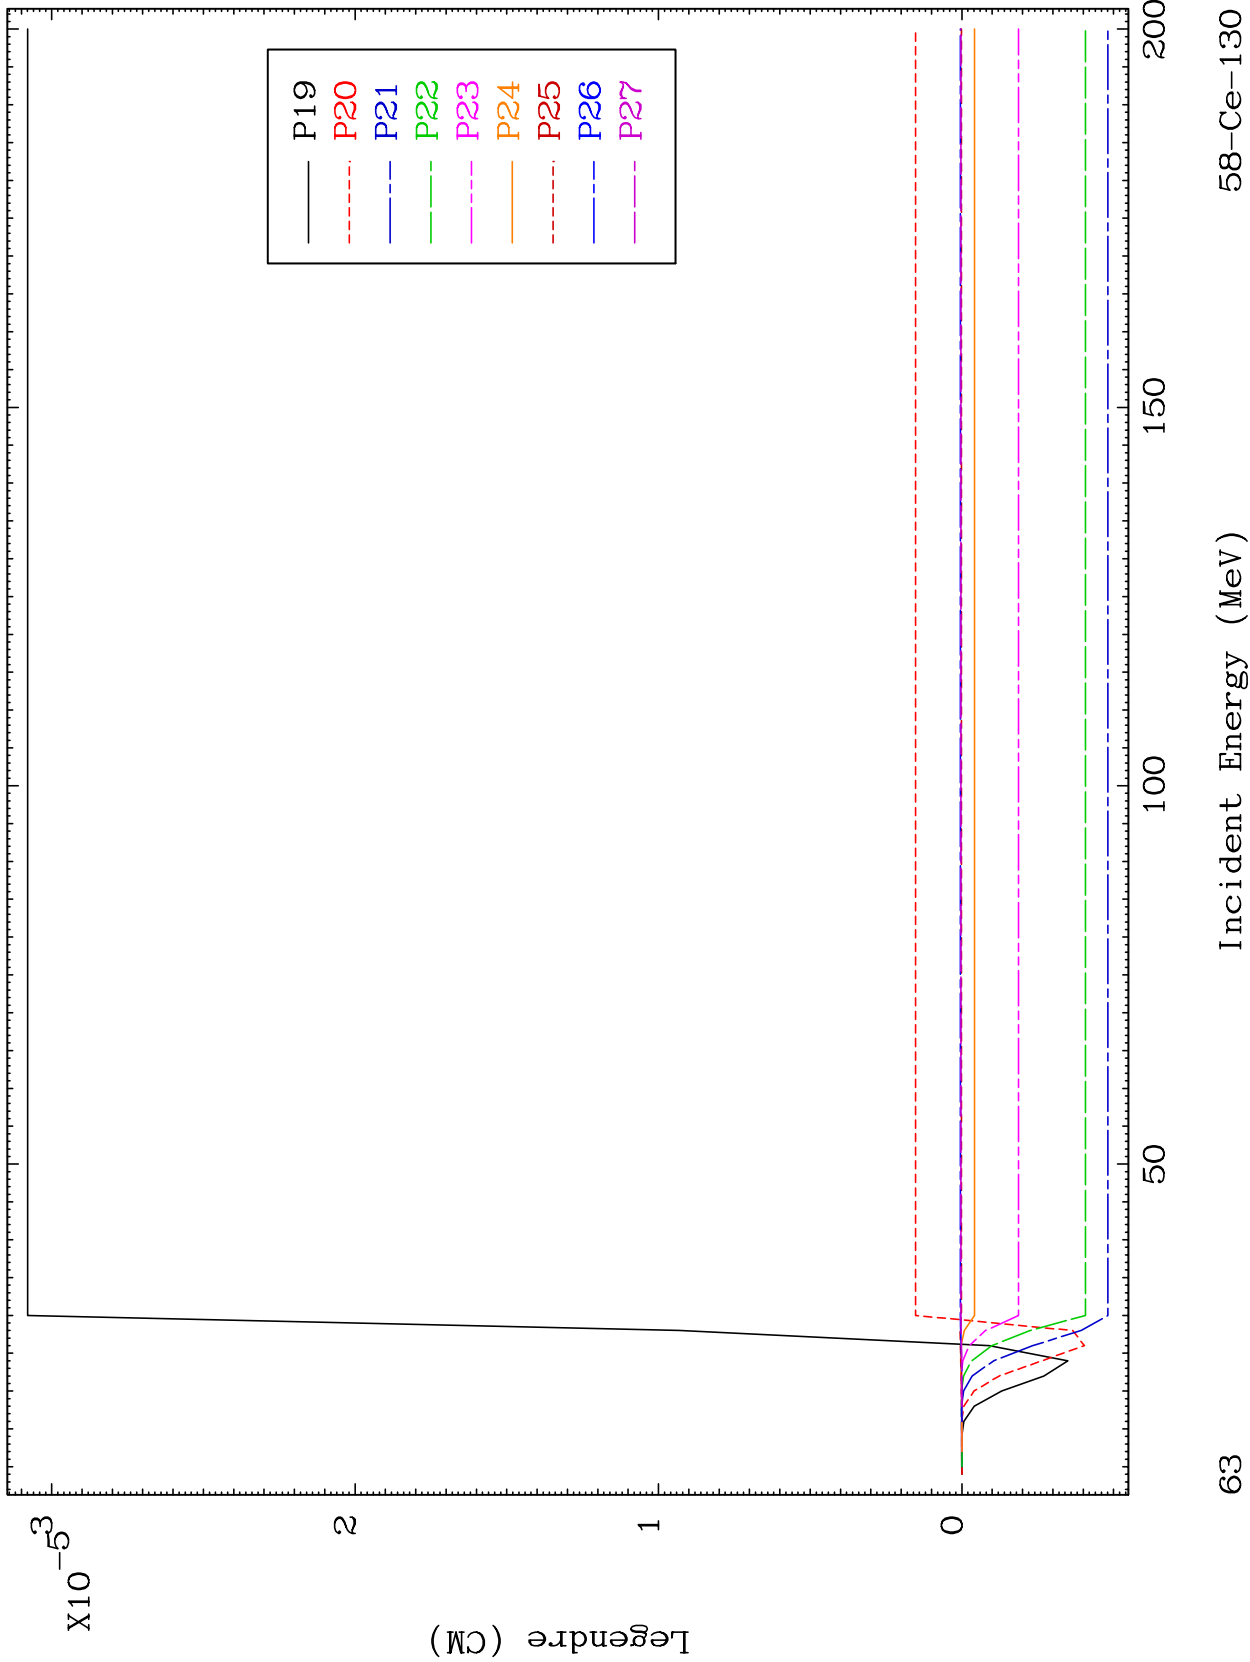 X10
-5
3
2
1
0
Legendre (CM)
P19
P20
P21
P22
P23
P24
P25
P26
P27
50
100
150
200
Incident Energy (MeV)
63
58-Ce-130